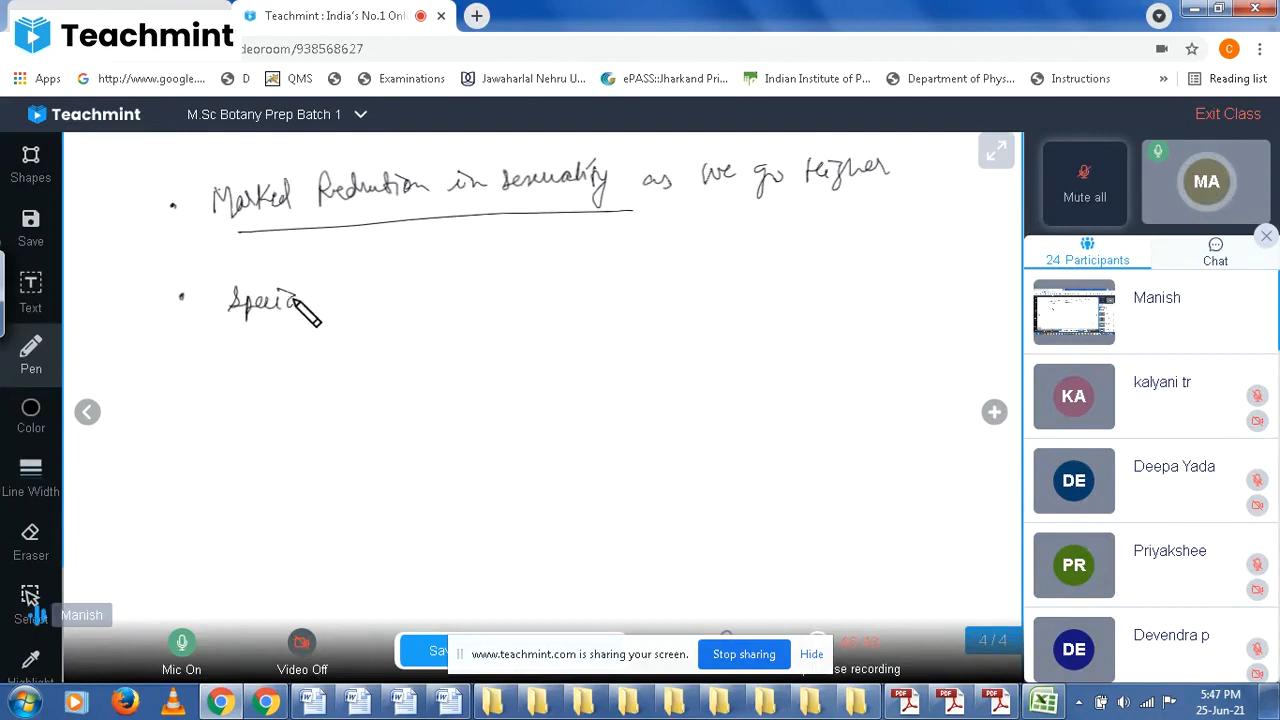 Teachmint : India's No.1 Onl
Teachmint
deoroom/938568627
C
Apps
http://www.google....
D
QMS
Examinations
Jawaharlal Nehru U...
ePASS::Jharkand Pri...
Indian Institute of P...
Department of Phys...
Instructions
»
Reading list
Teachmint
M.Sc Botany Prep Batch 1
Exit Class
Shapes
Save
Text
Pen
Color
Line Width
Eraser
• Marked Reduction in sexuality as we go Higher
• Specia
Mute all
MA
24 Participants
Chat
Manish
KA
kalyani tr
DE
Deepa Yada
PR
Priyakshee
DE
Devendra p
Manish
Mic On
Video Off
www.teachmint.com is sharing your screen.
Stop sharing
Hide
se recording
4 / 4
5:47 PM
25-Jun-21